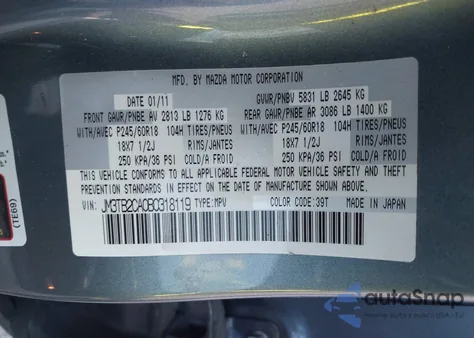 MFD. BY MAZDA MOTOR CORPORATION
DATE 01/11
GVWR/PNBV 5831 LB 2645 KG
FRONT GAWR/PNBE AV 2813 LB 1276 KG
REAR GAWR/PNBE AR 3086 LB 1400 KG
WITH/AVEC P245/60R18 104H TIRES/PNEUS
WITH/AVEC P245/60R18 104H TIRES/PNEUS
18X7 1/2J RIMS/JANTES
18X7 1/2J RIMS/JANTES
250 KPA/36 PSI COLD/A FROID
250 KPA/36 PSI COLD/A FROID
THIS VEHICLE CONFORMS TO ALL APPLICABLE FEDERAL MOTOR VEHICLE SAFETY AND THEFT
PREVENTION STANDARDS IN EFFECT ON THE DATE OF MANUFACTURE SHOWN ABOVE.
VIN: JM3TB2CA0B0318119 TYPE: MPV COLOR CODE: 39T MADE IN JAPAN
(TE69)
autoSnap